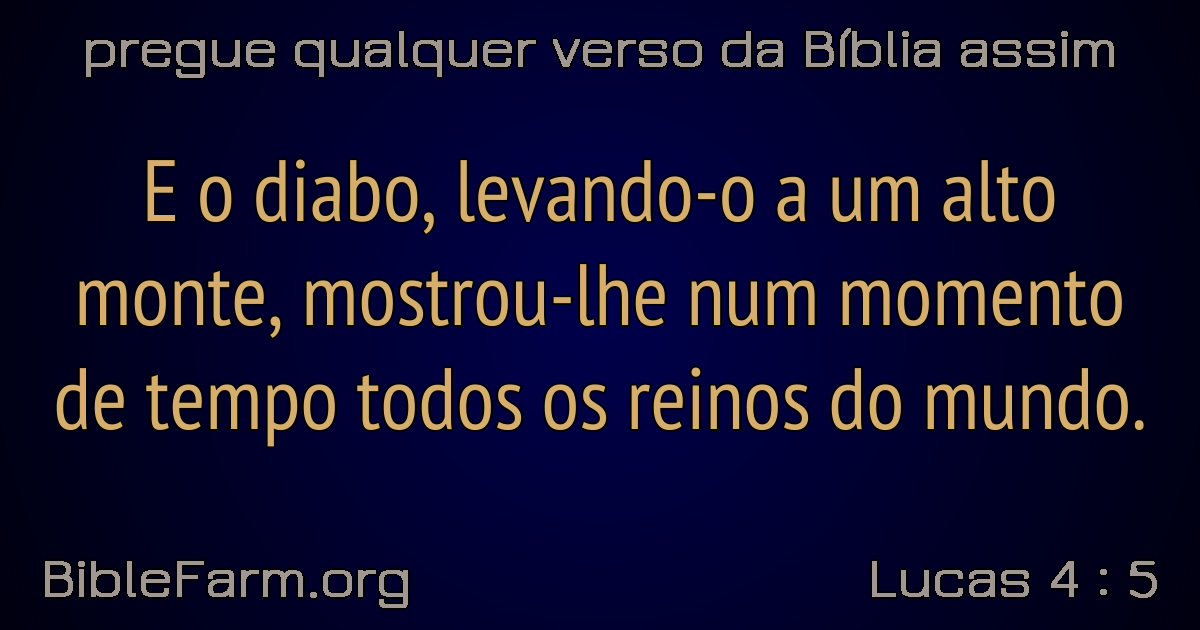 pregue qualquer verso da Bíblia assim
E o diabo, levando-o a um alto
monte, mostrou-lhe num momento
de tempo todos os reinos do mundo.
BibleFarm.org
Lucas 4 : 5